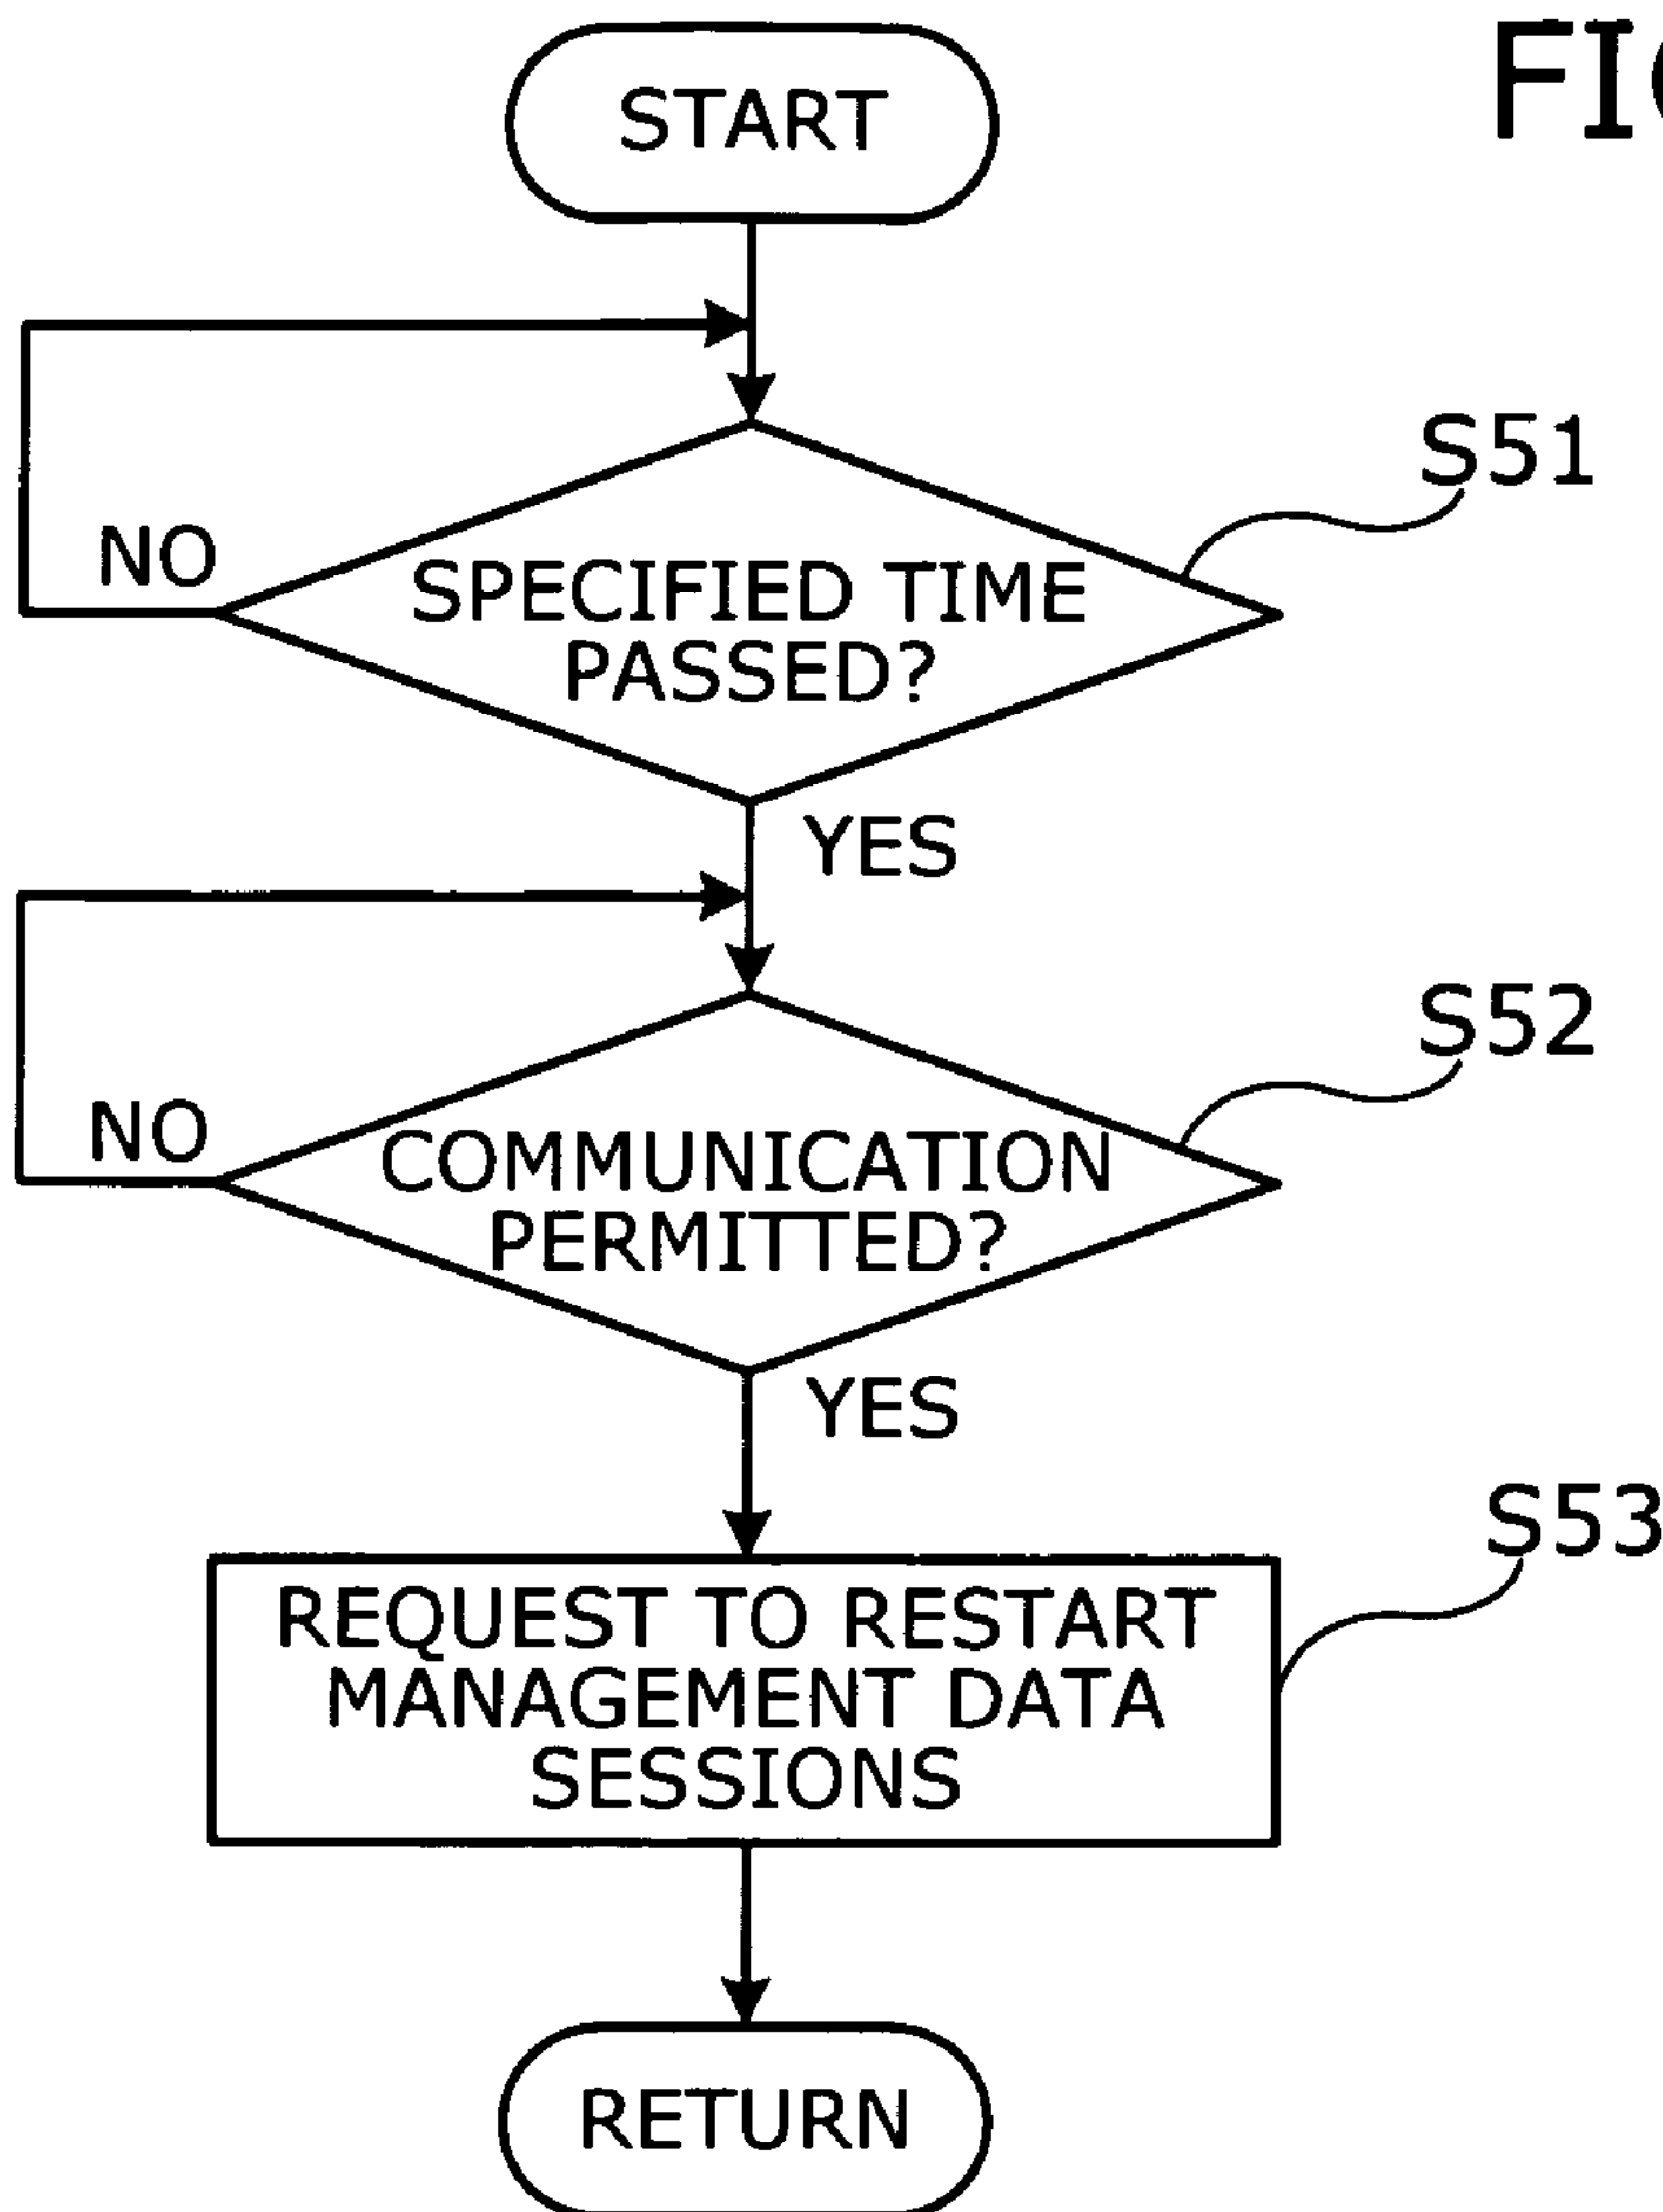 START
FI
S51
NO
SPECIFIED TIME
PASSED?
YES
S52
NO
COMMUNICATION
PERMITTED?
YES
S53
REQUEST TO RESTART
MANAGEMENT DATA
SESSIONS
RETURN